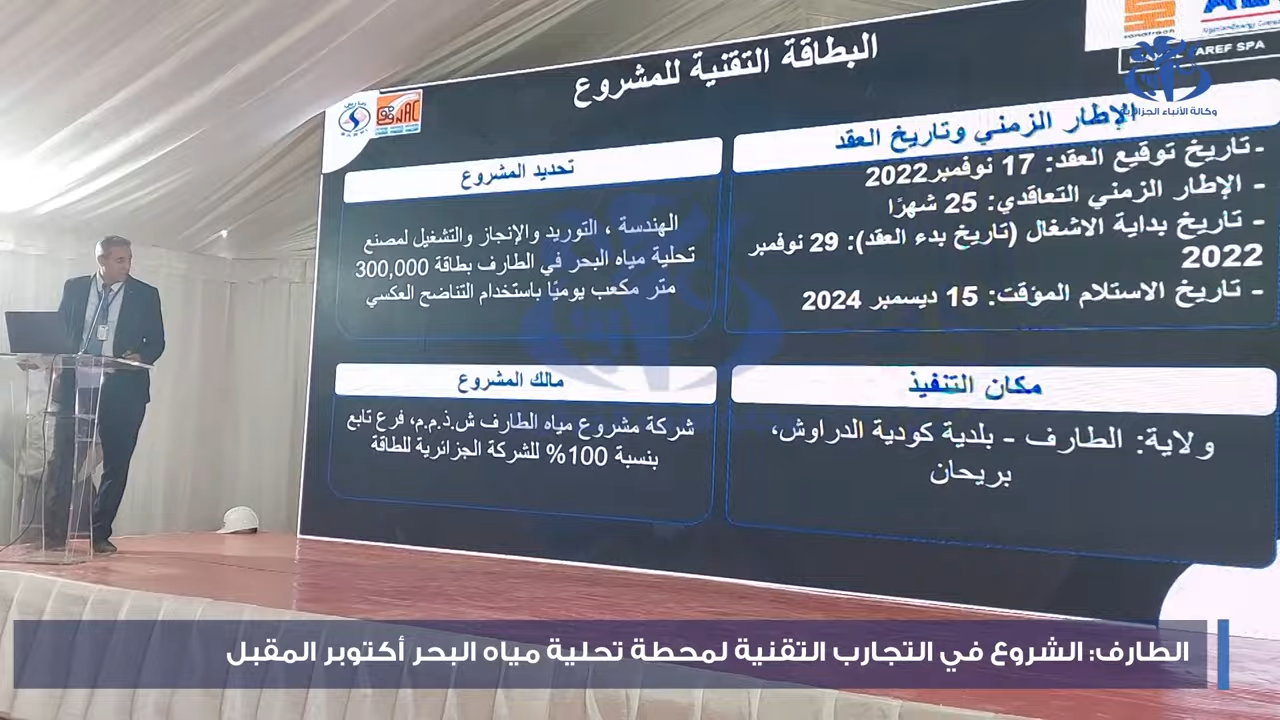 البطاقة التقنية للمشروع
sonatrach
AREF SPA
وكالة الأنباء الجزائرية
الإطار الزمني وتاريخ العقد
- تاريخ توقيع العقد: 17 نوفمبر2022
- الإطار الزمني التعاقدي: 25 شهرًا
- تاريخ بداية الاشغال (تاريخ بدء العقد): 29 نوفمبر
2022
- تاريخ الاستلام المؤقت: 15 ديسمبر 2024
تحديد المشروع
الهندسة ، التوريد والإنجاز والتشغيل لمصنع
تحلية مياه البحر في الطارف بطاقة 300,000
متر مكعب يوميًا باستخدام التناضح العكسي
مكان التنفيذ
ولاية: الطارف - بلدية كودية الدراوش،
بريحان
مالك المشروع
شركة مشروع مياه الطارف ش.ذ.م.م، فرع تابع
بنسبة 100% للشركة الجزائرية للطاقة
الطارف: الشروع في التجارب التقنية لمحطة تحلية مياه البحر أكتوبر المقبل